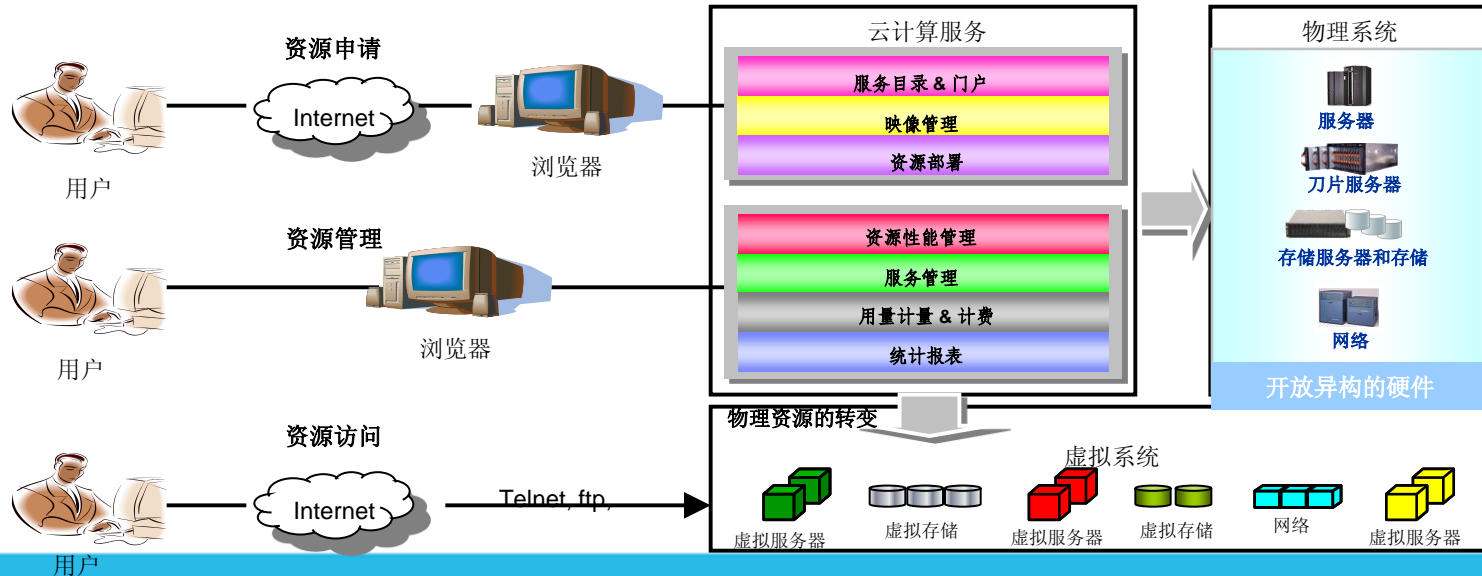 云计算服务
物理系统
资源申请
服务目录 & 门户
Internet
映像管理
资源部署
浏览器
用户
服务器
刀片服务器
存储服务器和存储
网络
开放异构的硬件
资源管理
资源性能管理
服务管理
用量计量 & 计费
统计报表
浏览器
用户
物理资源的转变
资源访问
虚拟系统
Internet
Telnet, ftp,
虚拟服务器
虚拟存储
虚拟服务器
虚拟存储
网络
虚拟服务器
用户